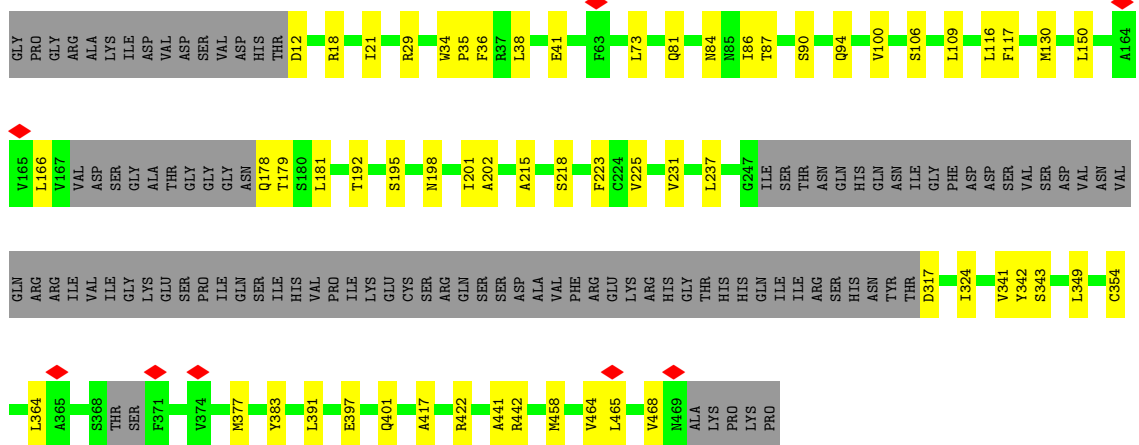 GLY PRO GLY ARG ALA LYS ILE ASP VAL ASP SER VAL ASP HIS THR D12 R18 I21 R29 W34 P35 F36 R37 L38 E41 F63 L73 Q81 N84 N85 I86 T87 S90 Q94 V100 S106 L109 L116 F117 M130 L150 A164
V165 L166 V167 VAL ASP SER GLY ALA THR GLY GLY GLY ASN Q178 T179 S180 L181 T192 S195 N198 I201 A202 A215 S218 F223 C224 V225 V231 L237 G247 ILE SER THR ASN GLN HIS GLN ASN ILE GLY PHE ASP ASP SER VAL SER ASP VAL ASN VAL
GLN ARG ARG ILE VAL ILE GLY LYS GLU SER PRO ILE GLN SER ILE HIS VAL PRO ILE LYS GLU CYS SER ARG GLN SER SER ASP ALA VAL PHE ARG GLU LYS ARG HIS GLY THR HIS HIS GLN ILE ILE ARG SER HIS ASN TYR THR D317 I324 V341 Y342 S343 L349 C354
L364 A365 S368 THR SER F371 V374 M377 Y383 L391 E397 Q401 A417 R422 A441 R442 M458 V464 L465 V468 N469 ALA LYS PRO LYS PRO